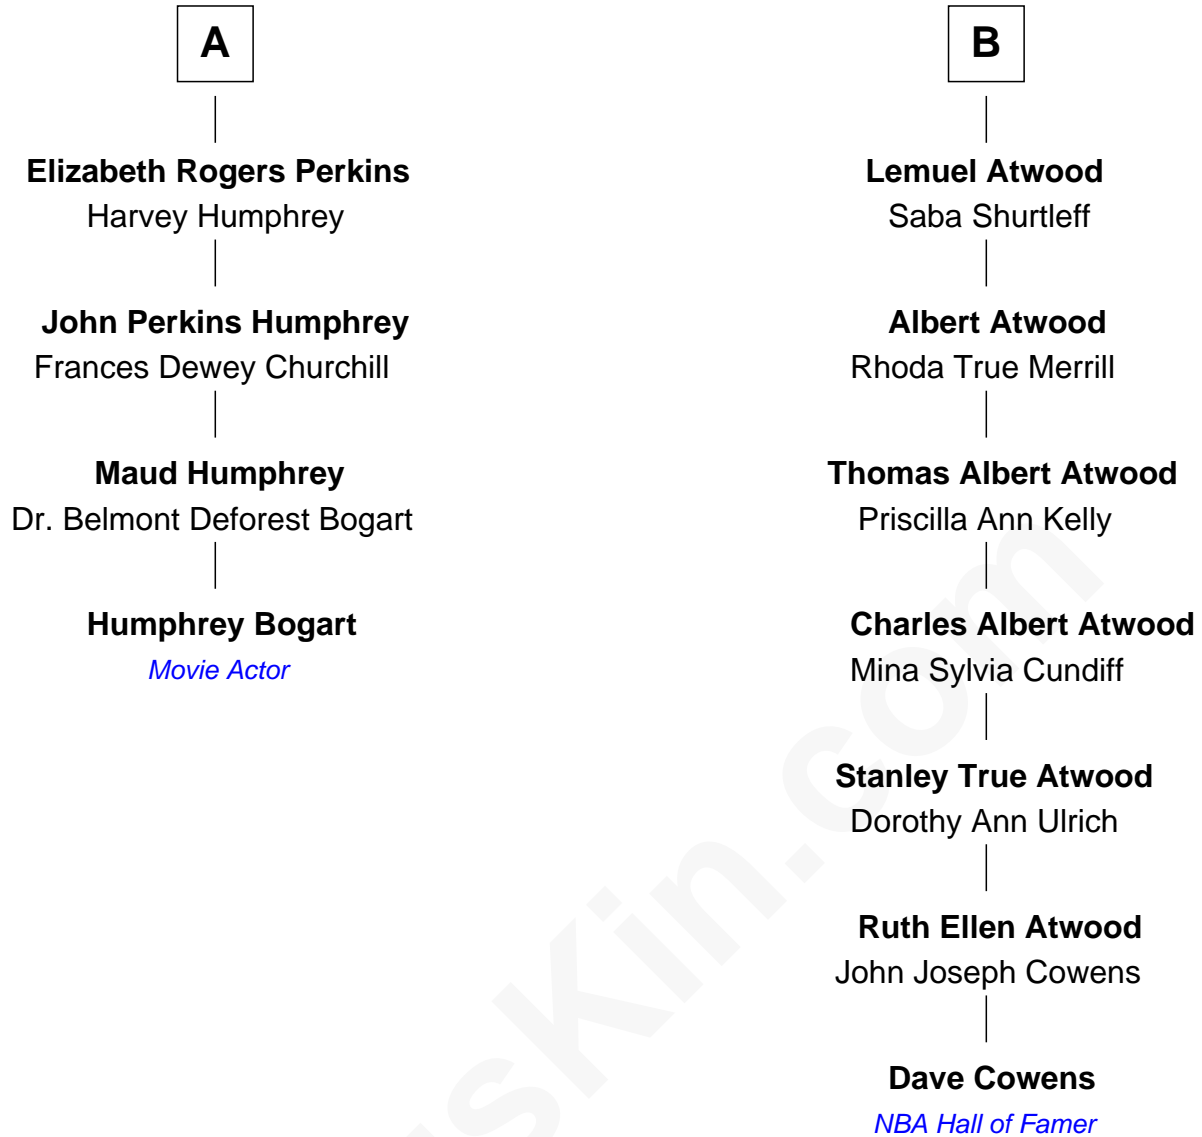 A
Elizabeth Rogers Perkins
Harvey Humphrey
John Perkins Humphrey
Frances Dewey Churchill
Maud Humphrey
Dr. Belmont Deforest Bogart
Humphrey Bogart
Movie Actor
B
Lemuel Atwood
Saba Shurtleff
Albert Atwood
Rhoda True Merrill
Thomas Albert Atwood
Priscilla Ann Kelly
Charles Albert Atwood
Mina Sylvia Cundiff
Stanley True Atwood
Dorothy Ann Ulrich
Ruth Ellen Atwood
John Joseph Cowens
Dave Cowens
NBA Hall of Famer